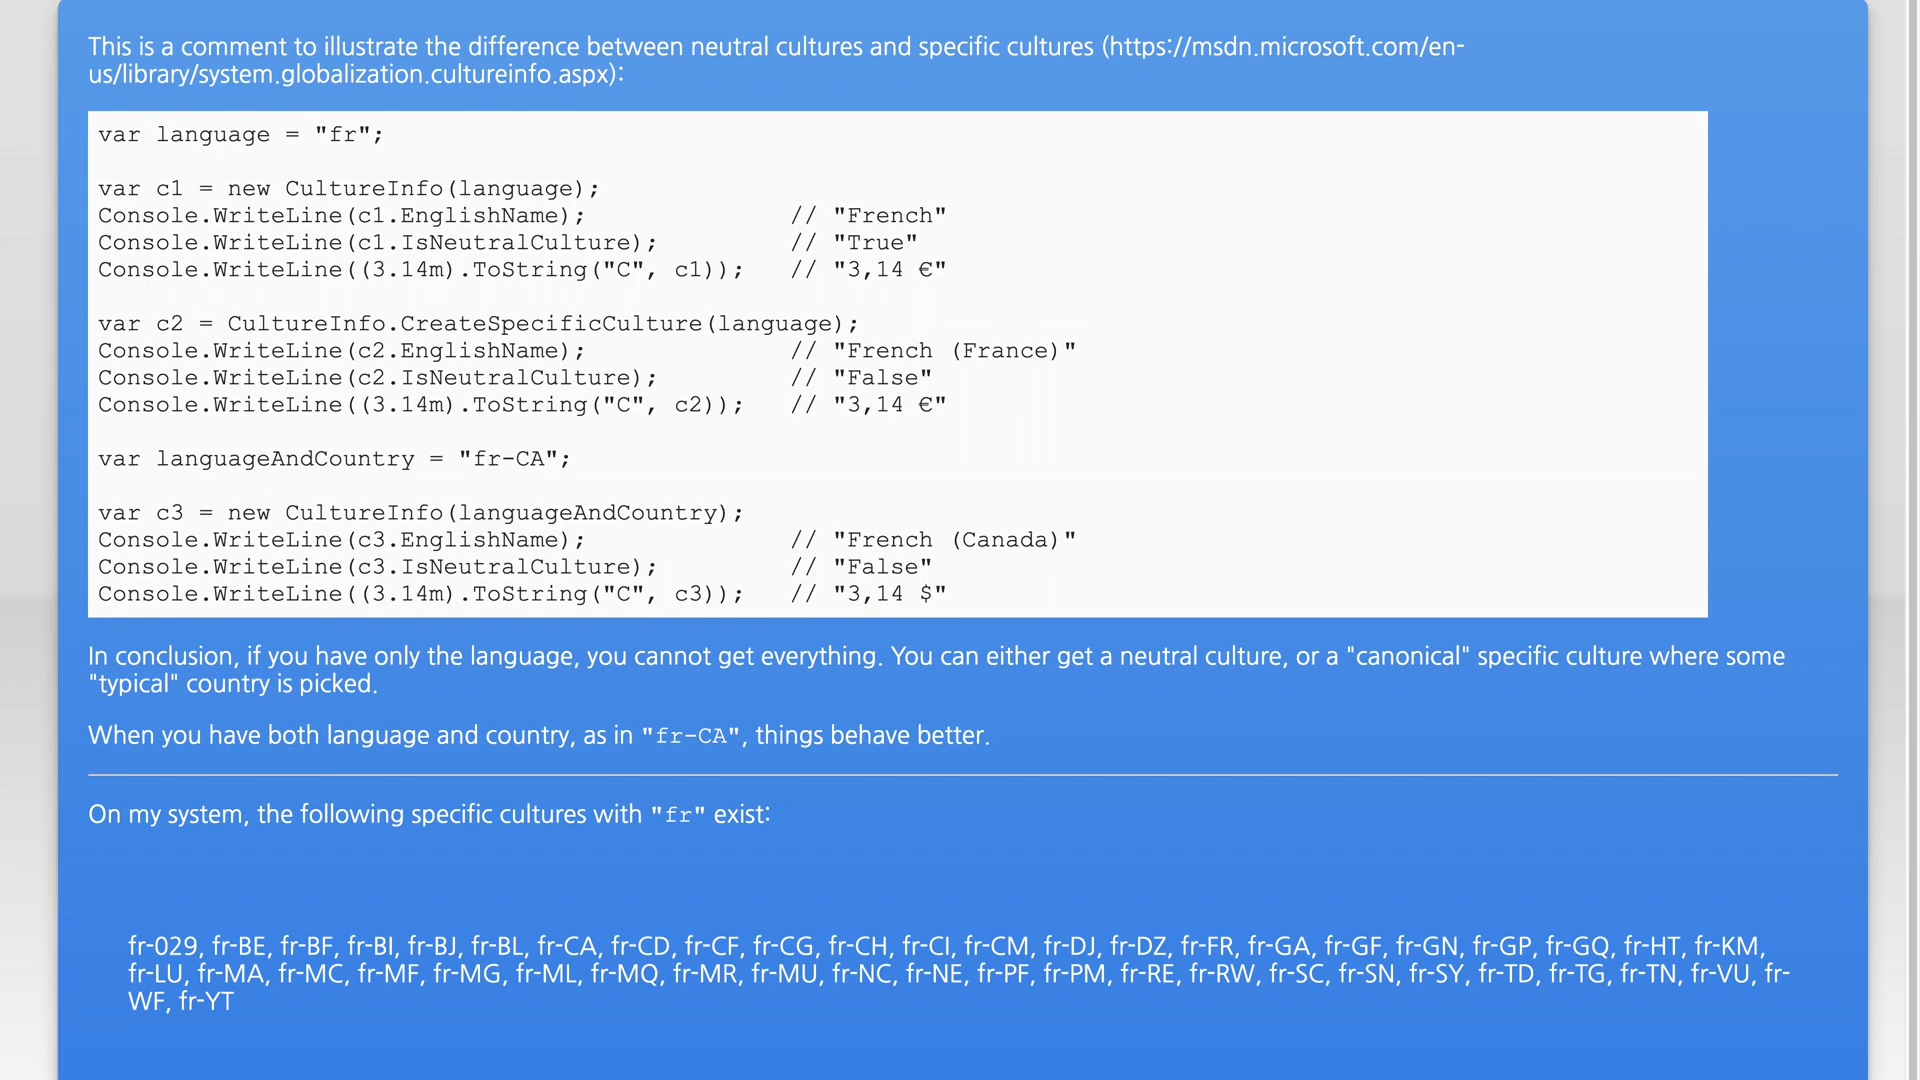 This is a comment to illustrate the difference between neutral cultures and specific cultures (https://msdn.microsoft.com/en-
us/library/system.globalization.cultureinfo.aspx):
var language = "fr";
var c1 = new CultureInfo(language);
Console.WriteLine(c1.EnglishName);               // "French"
Console.WriteLine(c1.IsNeutralCulture);          // "True"
Console.WriteLine((3.14m).ToString("C", c1));   // "3,14 €"
var c2 = CultureInfo.CreateSpecificCulture(language);
Console.WriteLine(c2.EnglishName);               // "French (France)"
Console.WriteLine(c2.IsNeutralCulture);          // "False"
Console.WriteLine((3.14m).ToString("C", c2));   // "3,14 €"
var languageAndCountry = "fr-CA";
var c3 = new CultureInfo(languageAndCountry);
Console.WriteLine(c3.EnglishName);               // "French (Canada)"
Console.WriteLine(c3.IsNeutralCulture);          // "False"
Console.WriteLine((3.14m).ToString("C", c3));   // "3,14 $"
In conclusion, if you have only the language, you cannot get everything. You can either get a neutral culture, or a "canonical" specific culture where some
"typical" country is picked.
When you have both language and country, as in "fr-CA", things behave better.
On my system, the following specific cultures with "fr" exist:
fr-029, fr-BE, fr-BF, fr-BI, fr-BJ, fr-BL, fr-CA, fr-CD, fr-CF, fr-CG, fr-CH, fr-CI, fr-CM, fr-DJ, fr-DZ, fr-FR, fr-GA, fr-GF, fr-GN, fr-GP, fr-GQ, fr-HT, fr-KM,
fr-LU, fr-MA, fr-MC, fr-MF, fr-MG, fr-ML, fr-MQ, fr-MR, fr-MU, fr-NC, fr-NE, fr-PF, fr-PM, fr-RE, fr-RW, fr-SC, fr-SN, fr-SY, fr-TD, fr-TG, fr-TN, fr-VU, fr-
WF, fr-YT